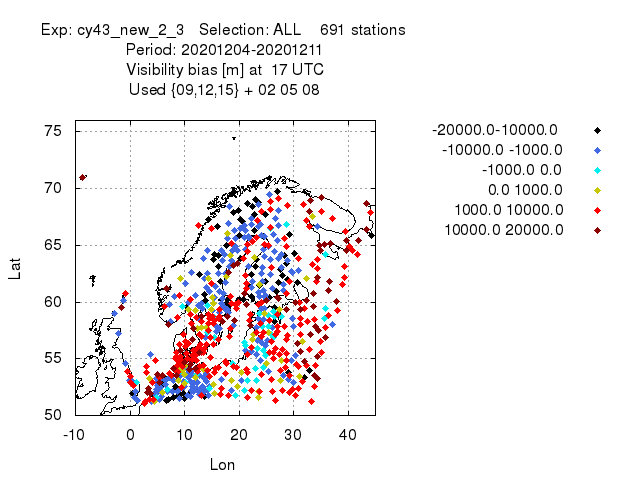 Exp: cy43_new_2_3 Selection: ALL 691 stations
Period: 20201204-20201211
Visibility bias [m] at 17 UTC
Used {09,12,15} + 02 05 08
-20000.0-10000.0
-10000.0 -1000.0
-1000.0 0.0
0.0 1000.0
1000.0 10000.0
10000.0 20000.0
75
70
65
60
55
50
Lat
-10 0 10 20 30 40
Lon